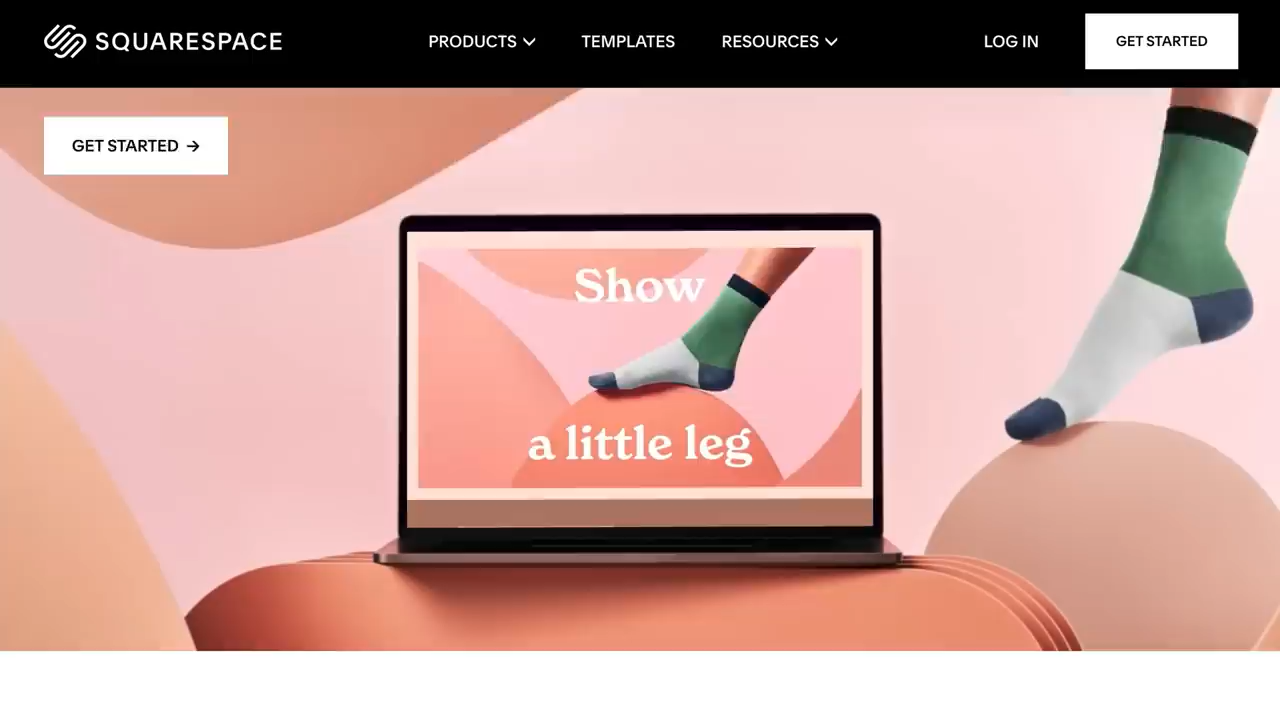 SQUARESPACE
PRODUCTS
TEMPLATES
RESOURCES
LOG IN
GET STARTED
GET STARTED →
Show
a little leg